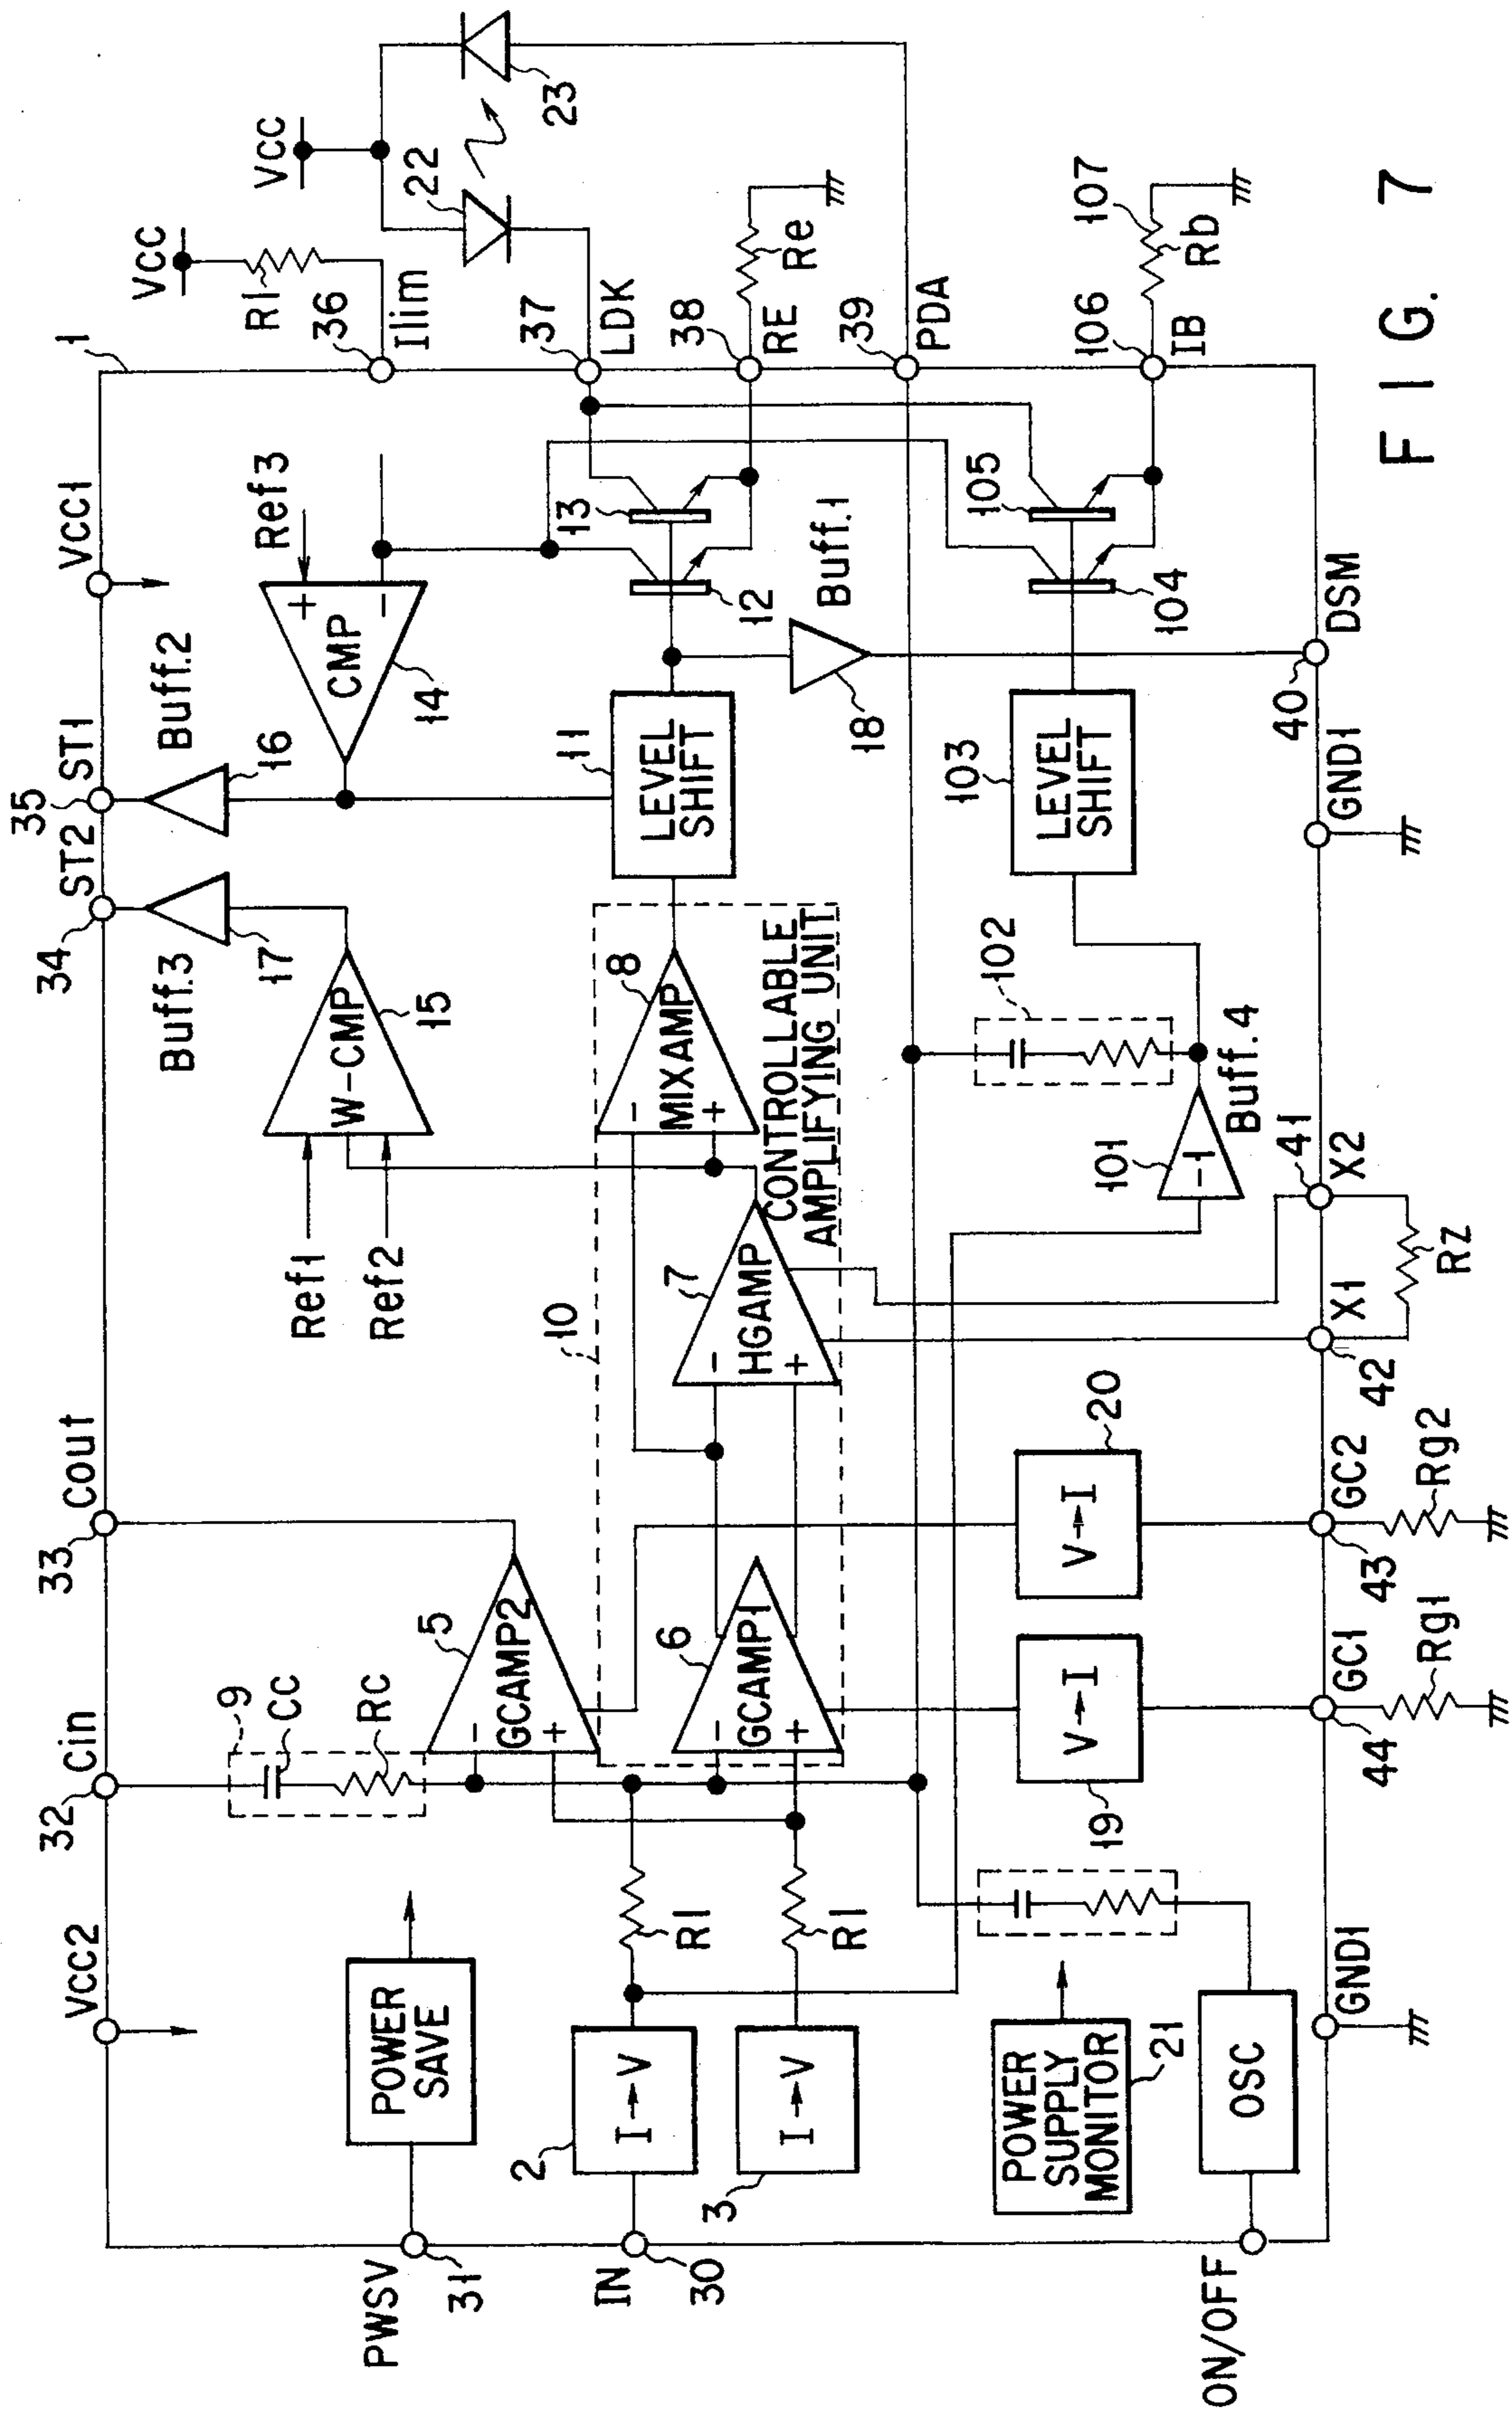 VCC2
32
Cin
33
Cout
34
ST2
35
ST1
VCC1
1
VCC
R1
36
Ilim
VCC
22
23
PWSV
31
POWER
SAVE
9
CC
RC
Ref1
Ref2
W-CMP
15
Buff.3
17
Buff.2
16
CMP
+
-
14
Ref3
37
LDK
IN
30
2
I→V
R1
5
GCAMP2
-
+
10
8
MIXAMP
-
+
11
LEVEL
SHIFT
12
13
38
RE
Re
3
I→V
R1
6
GCAMP1
-
+
7
HGAMP
-
+
CONTROLLABLE
AMPLIFYING UNIT
18
Buff.1
39
PDA
POWER
SUPPLY
MONITOR
21
19
V→I
20
V→I
102
101
-1
Buff.4
103
LEVEL
SHIFT
104
105
106
IB
107
Rb
ON/OFF
OSC
GND1
44
GC1
Rg1
43
GC2
Rg2
42
X1
41
X2
RZ
GND1
40
DSM
FIG. 7